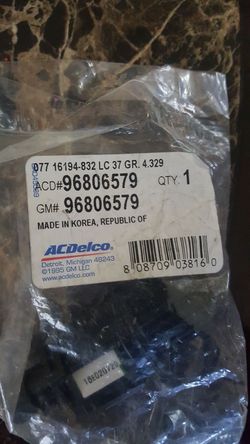 077 16194-832 LC 37 GR. 4.329
ACD# 96806579 QTY. 1
GM# 96806579
MADE IN KOREA, REPUBLIC OF
ACDelco
Detroit, Michigan 48243
©1995 GM LLC
acdelco.com
8 08709 03816 0